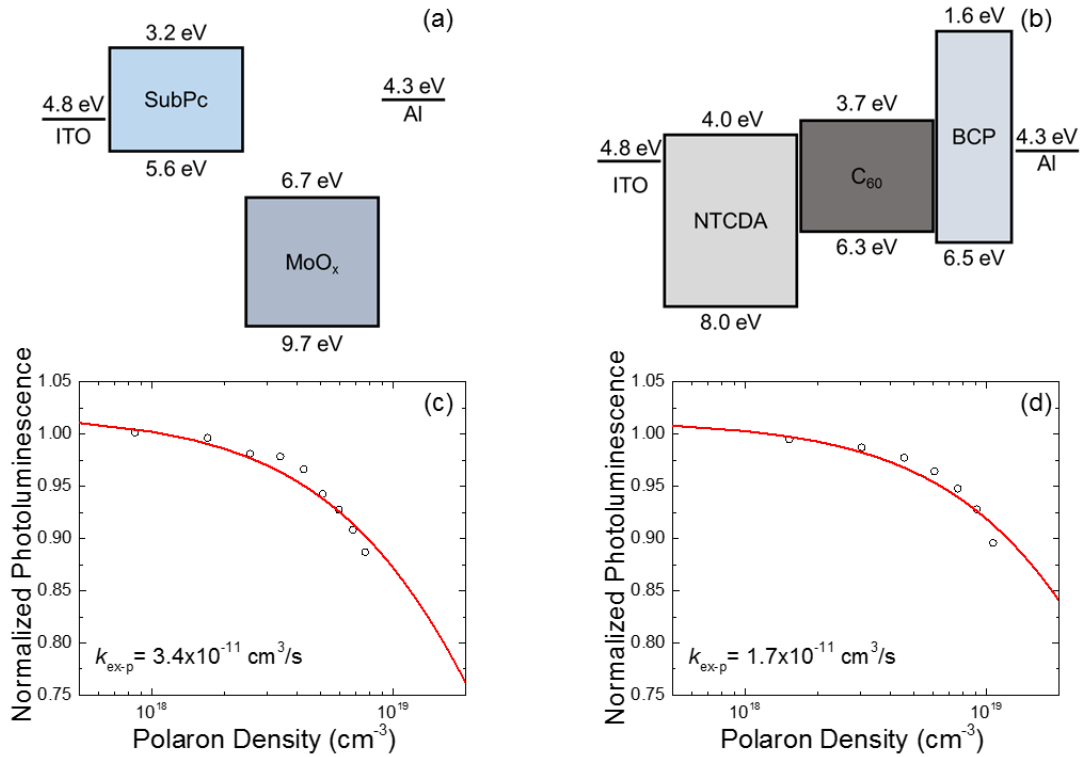 (a)
3.2 eV
SubPc
4.8 eV
ITO
5.6 eV
4.3 eV
Al
6.7 eV
MoOₓ
9.7 eV
(b)
1.6 eV
4.0 eV
3.7 eV
BCP
4.8 eV
ITO
4.3 eV
Al
C₆₀
NTCDA
6.3 eV
6.5 eV
8.0 eV
(c)
Normalized Photoluminescence
1.05
1.00
0.95
0.90
0.85
0.80
0.75
kₑₓ₋ₚ= 3.4x10⁻¹¹ cm³/s
10¹⁸
10¹⁹
Polaron Density (cm⁻³)
(d)
Normalized Photoluminescence
1.05
1.00
0.95
0.90
0.85
0.80
0.75
kₑₓ₋ₚ= 1.7x10⁻¹¹ cm³/s
10¹⁸
10¹⁹
Polaron Density (cm⁻³)